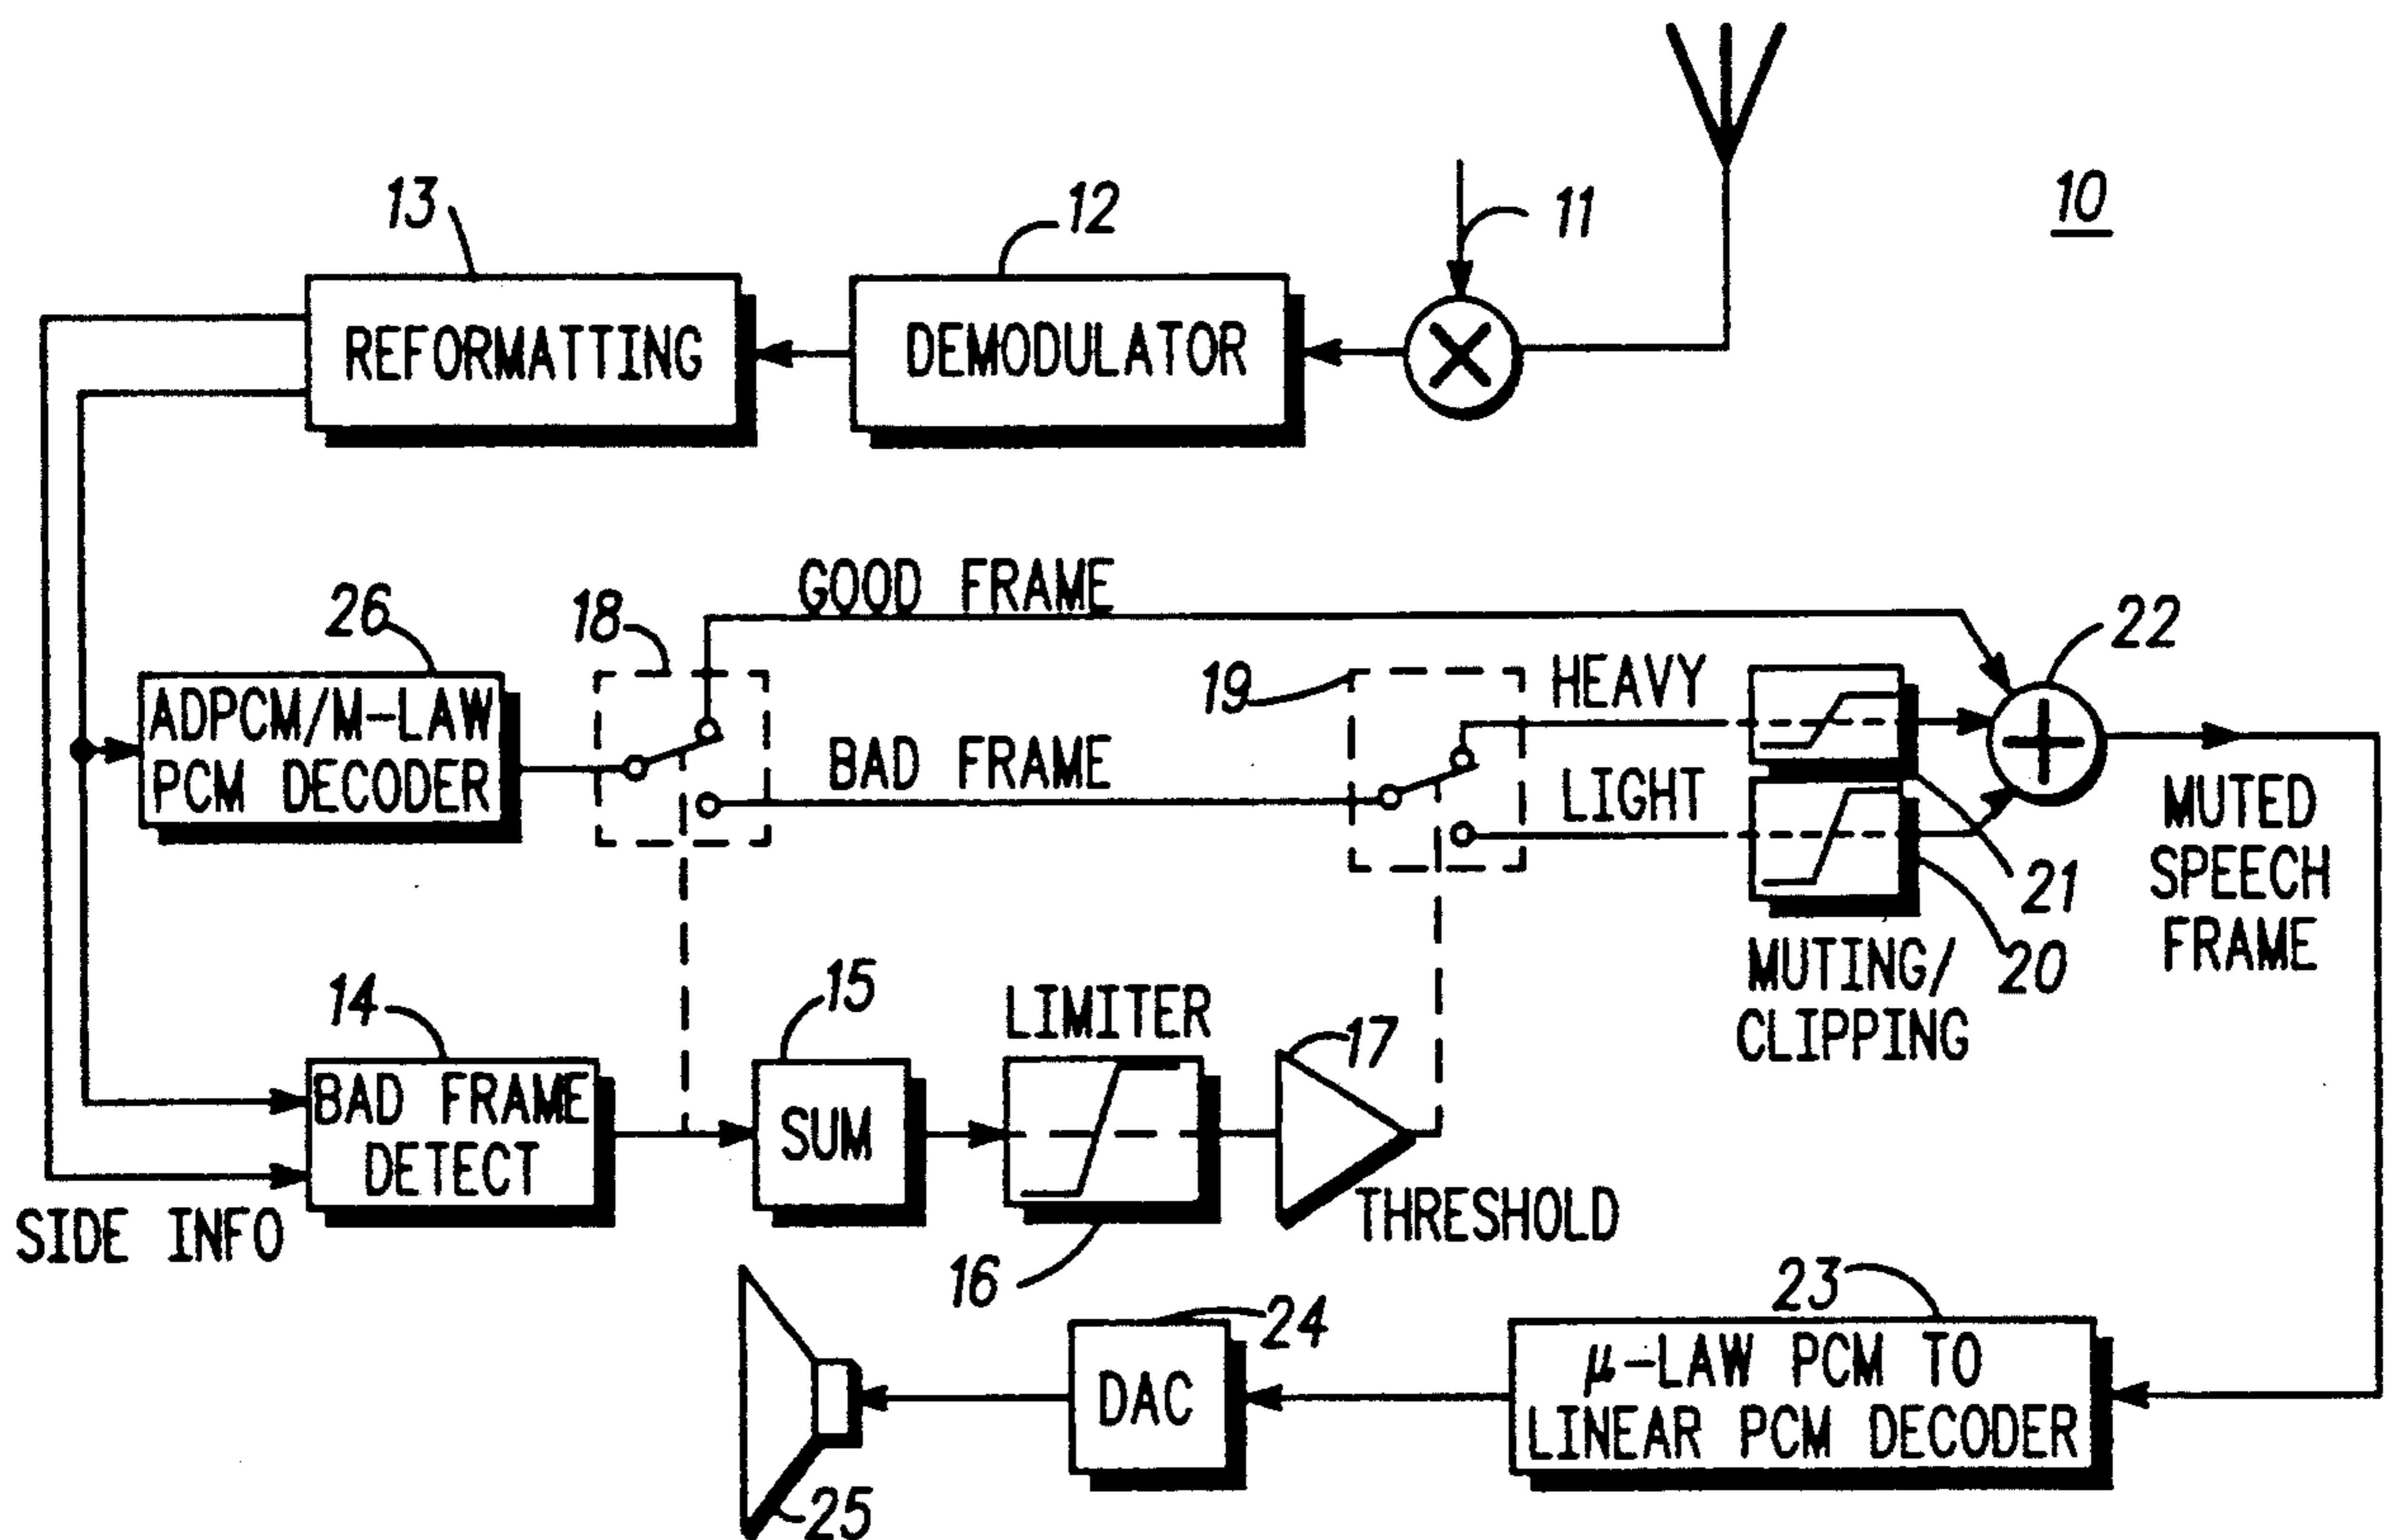 10
11
12
13
REFORMATTING
DEMODULATOR
GOOD FRAME
26
18
22
19
HEAVY
ADPCM/M-LAW
PCM DECODER
BAD FRAME
LIGHT
MUTED
SPEECH
FRAME
21
20
MUTING/
CLIPPING
14
15
LIMITER
17
BAD FRAME
DETECT
SUM
SIDE INFO
THRESHOLD
16
24
23
DAC
μ-LAW PCM TO
LINEAR PCM DECODER
25